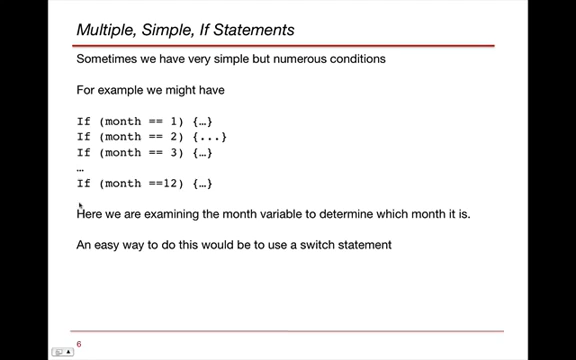 Multiple, Simple, If Statements
Sometimes we have very simple but numerous conditions
For example we might have
If (month == 1) {…}
If (month == 2) {...}
If (month == 3) {…}
…
If (month ==12) {…}
Here we are examining the month variable to determine which month it is.
An easy way to do this would be to use a switch statement
6